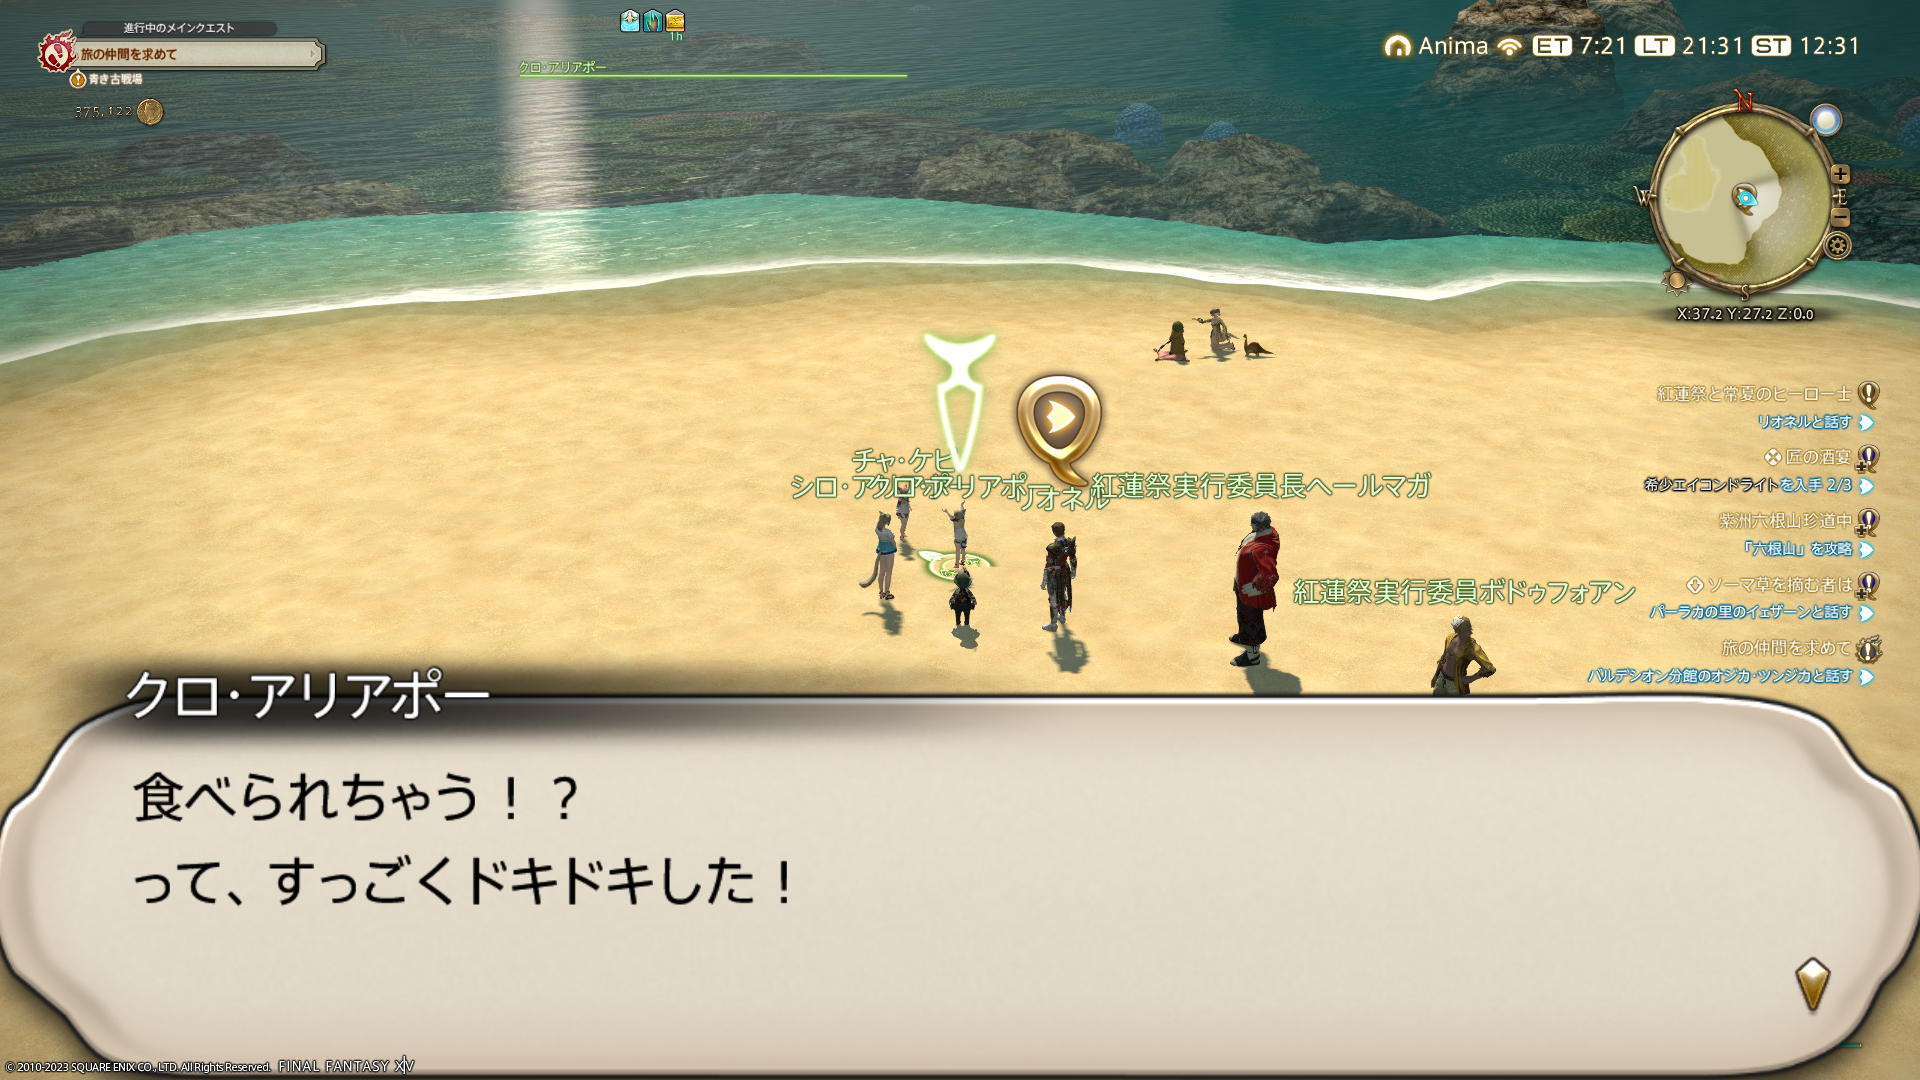 進行中のメインクエスト
旅の仲間を求めて
青き古戦場
375,122
1h
クロ・アリアポー
Anima ET 7:21 LT 21:31 ST 12:31
N
W
E
S
X:37.2 Y:27.2 Z:0.0
紅蓮祭と常夏のヒーロー士
リオネルと話す
匠の酒宴
希少エイコンドライトを入手 2/3
紫洲六根山珍道中
「六根山」を攻略
ソーマ草を摘む者は
パーラカの里のイェザーンと話す
旅の仲間を求めて
バルデシオン分館のオジカ・ツンジカと話す
チャ・ケビ
シロ・アリアポー
クロ・アリアポー
リオネル
紅蓮祭実行委員長ヘールマガ
紅蓮祭実行委員ボドゥフォアン
クロ・アリアポー
食べられちゃう！？
って、すっごくドキドキした！
© 2010-2023 SQUARE ENIX CO., LTD. All Rights Reserved. FINAL FANTASY XIV